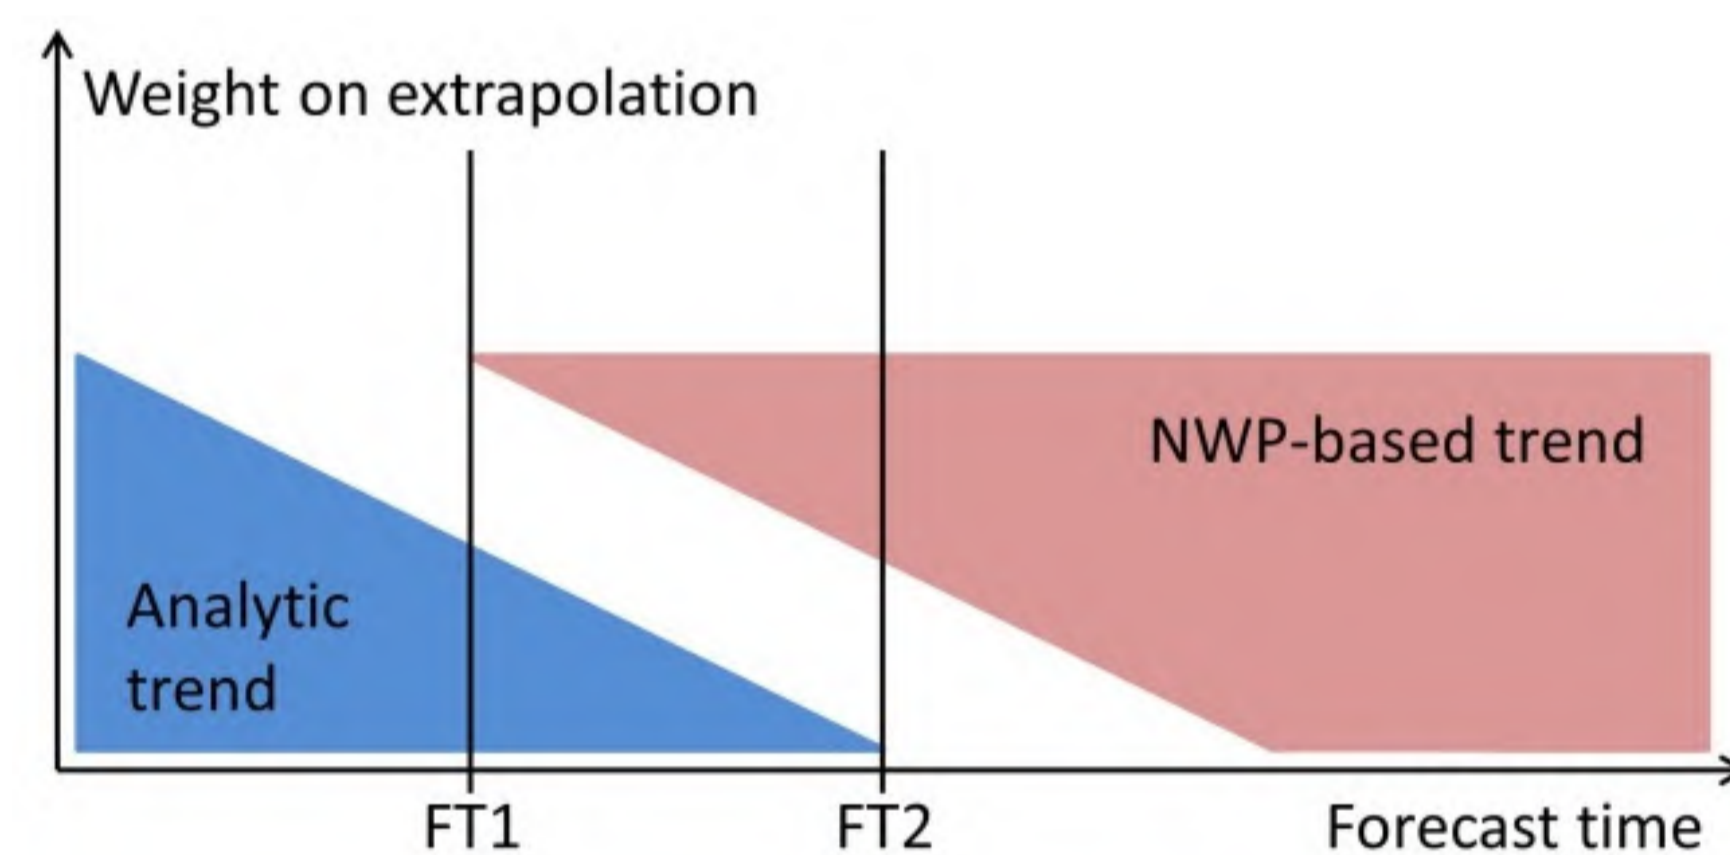 Weight on extrapolation
NWP-based trend
Analytic
trend
FT1
FT2
Forecast time